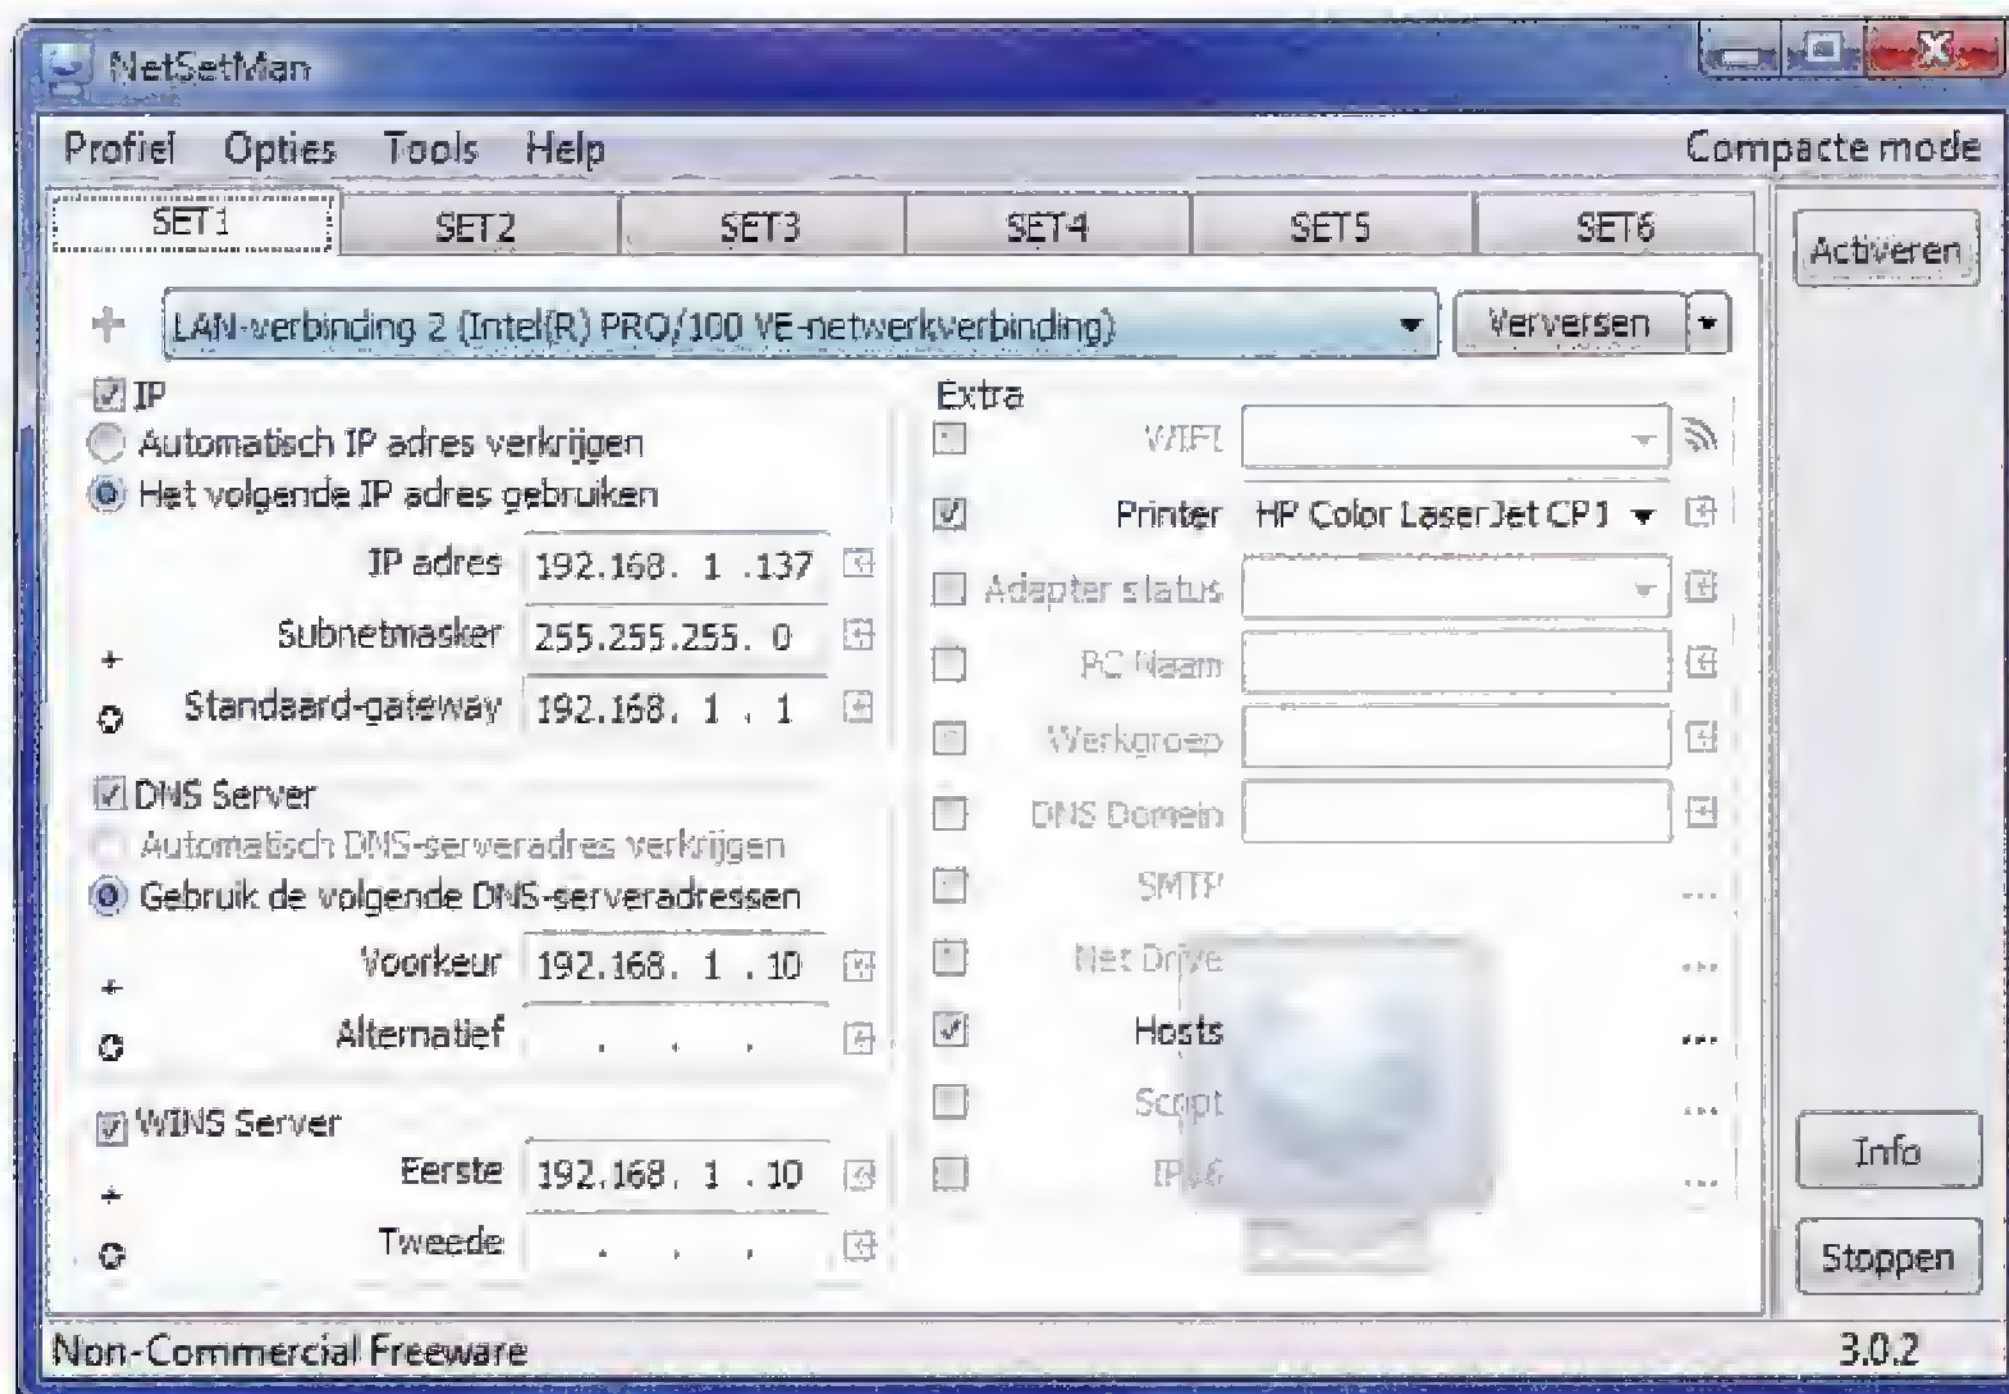 NetSetMan
Profiel Opties Tools Help Compacte mode
SET1 SET2 SET3 SET4 SET5 SET6
Activeren
LAN-verbinding 2 (Intel(R) PRO/100 VE-netwerkverbinding) Verversen
IP
Automatisch IP adres verkrijgen
Het volgende IP adres gebruiken
IP adres 192.168. 1 .137
Subnetmasker 255.255.255. 0
Standaard-gateway 192.168. 1 . 1
DNS Server
Automatisch DNS-serveradres verkrijgen
Gebruik de volgende DNS-serveradressen
Voorkeur 192.168. 1 .10
Alternatief . . .
WINS Server
Eerste 192.168. 1 .10
Tweede . . .
Extra
WIFI
Printer HP Color LaserJet CP1
Adapter status
PC Naam
Werkgroep
DNS Domein
SMTP ...
Net Drive ...
Hosts ...
Script ...
IPv6 ...
Info
Stoppen
Non-Commercial Freeware 3.0.2